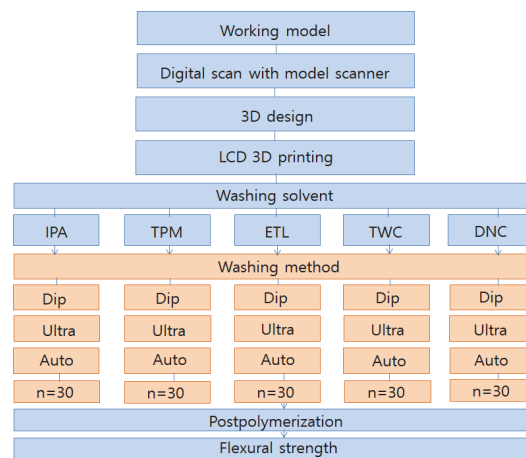 Working model
Digital scan with model scanner
3D design
LCD 3D printing
Washing solvent
IPA TPM ETL TWC DNC
Washing method
Dip Dip Dip Dip Dip
Ultra Ultra Ultra Ultra Ultra
Auto Auto Auto Auto Auto
n=30 n=30 n=30 n=30 n=30
Postpolymerization
Flexural strength